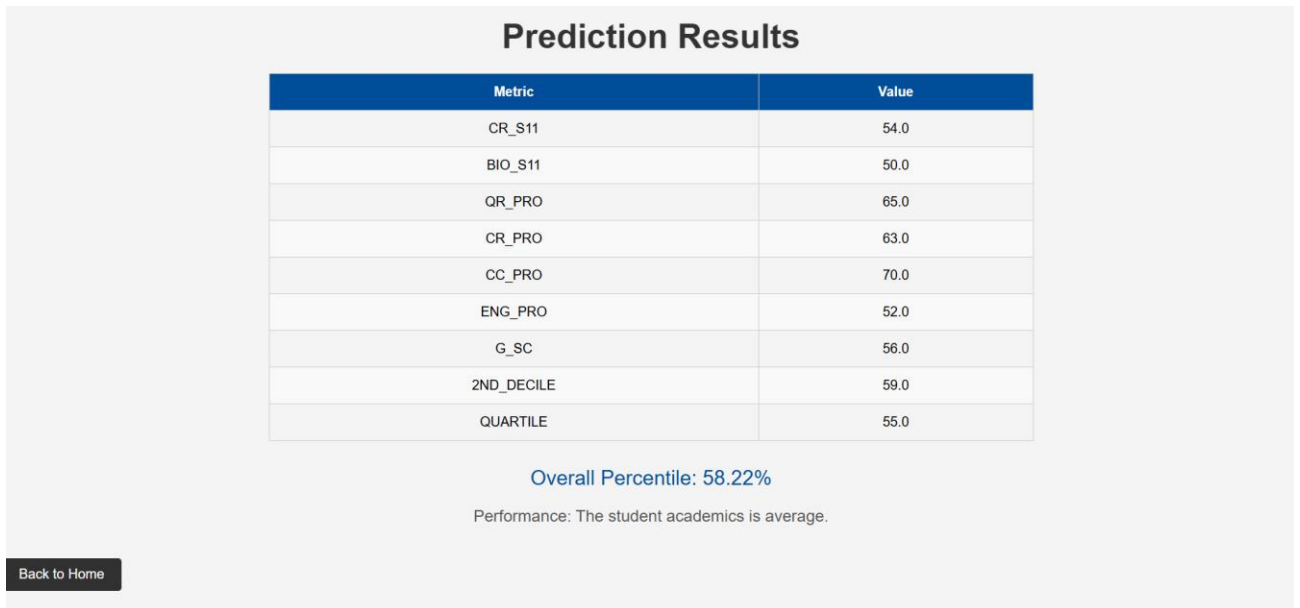 Prediction Results
Metric Value
CR_S11 54.0
BIO_S11 50.0
QR_PRO 65.0
CR_PRO 63.0
CC_PRO 70.0
ENG_PRO 52.0
G_SC 56.0
2ND_DECILE 59.0
QUARTILE 55.0
Overall Percentile: 58.22%
Performance: The student academics is average.
Back to Home